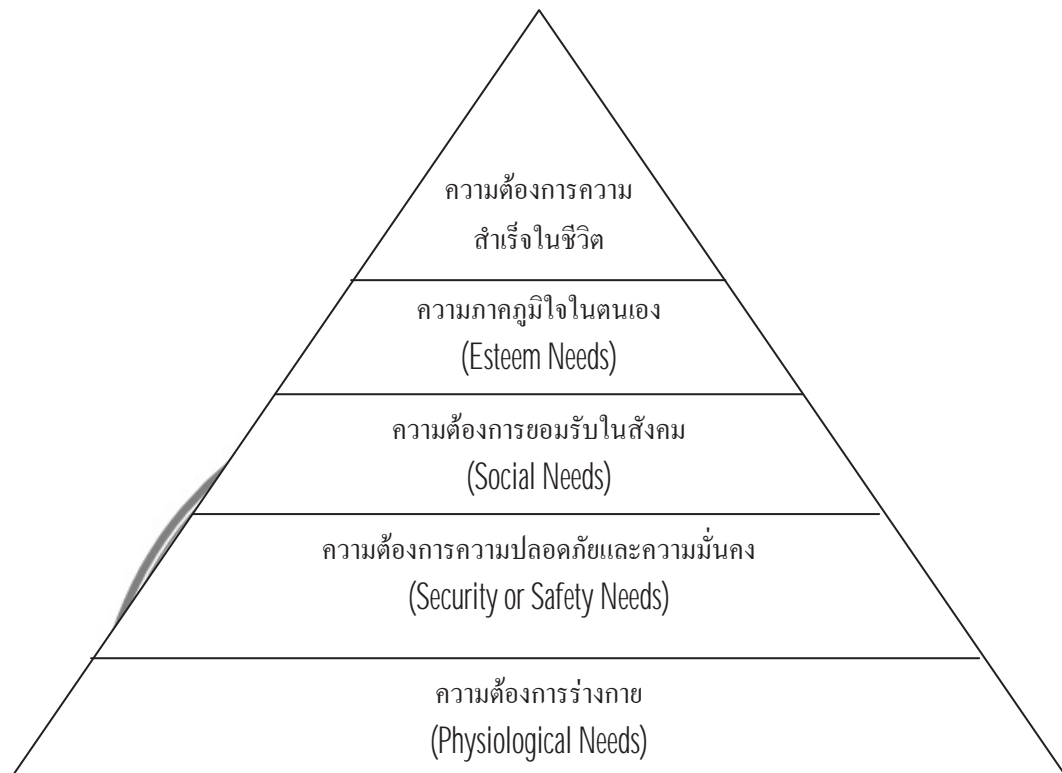 ความต้องการความ
สำเร็จในชีวิต
ความภาคภูมิใจในตนเอง
(Esteem Needs)
ความต้องการยอมรับในสังคม
(Social Needs)
ความต้องการความปลอดภัยและความมั่นคง
(Security or Safety Needs)
ความต้องการร่างกาย
(Physiological Needs)